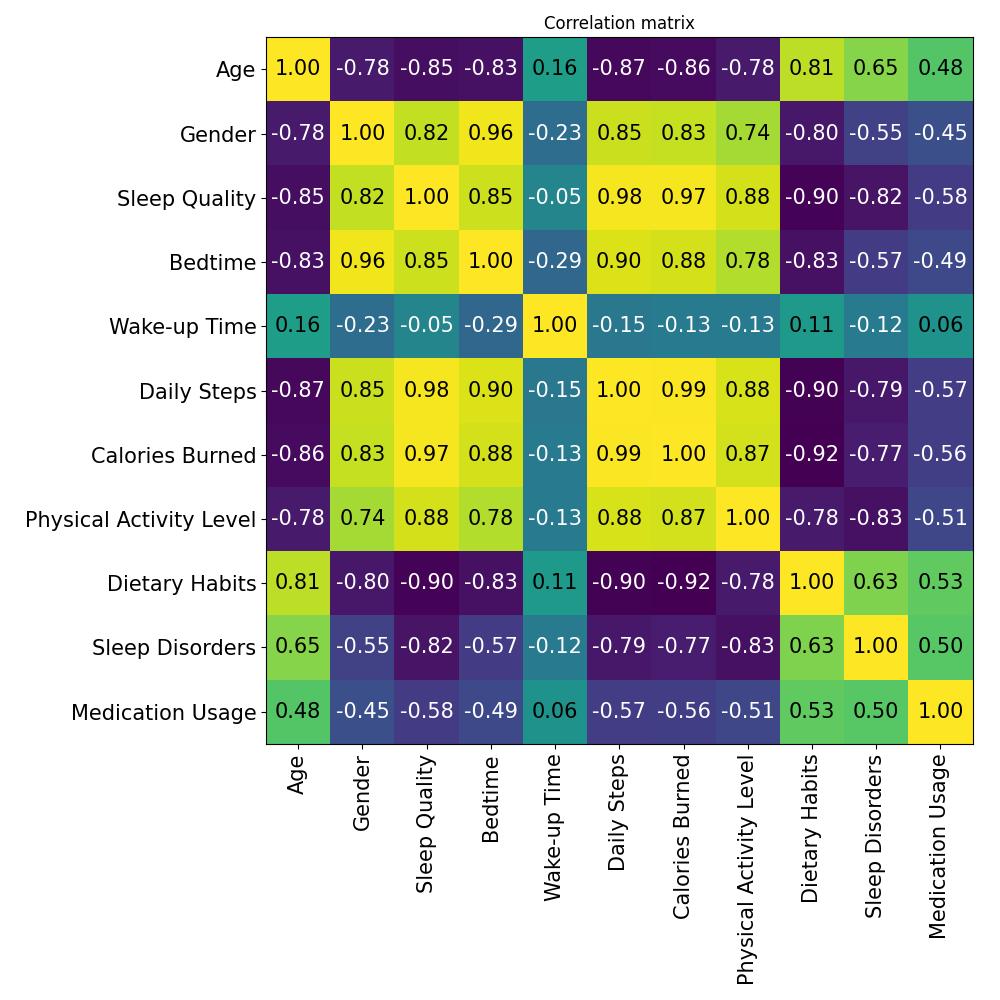 Correlation matrix
Age 1.00 -0.78 -0.85 -0.83 0.16 -0.87 -0.86 -0.78 0.81 0.65 0.48
Gender -0.78 1.00 0.82 0.96 -0.23 0.85 0.83 0.74 -0.80 -0.55 -0.45
Sleep Quality -0.85 0.82 1.00 0.85 -0.05 0.98 0.97 0.88 -0.90 -0.82 -0.58
Bedtime -0.83 0.96 0.85 1.00 -0.29 0.90 0.88 0.78 -0.83 -0.57 -0.49
Wake-up Time 0.16 -0.23 -0.05 -0.29 1.00 -0.15 -0.13 -0.13 0.11 -0.12 0.06
Daily Steps -0.87 0.85 0.98 0.90 -0.15 1.00 0.99 0.88 -0.90 -0.79 -0.57
Calories Burned -0.86 0.83 0.97 0.88 -0.13 0.99 1.00 0.87 -0.92 -0.77 -0.56
Physical Activity Level -0.78 0.74 0.88 0.78 -0.13 0.88 0.87 1.00 -0.78 -0.83 -0.51
Dietary Habits 0.81 -0.80 -0.90 -0.83 0.11 -0.90 -0.92 -0.78 1.00 0.63 0.53
Sleep Disorders 0.65 -0.55 -0.82 -0.57 -0.12 -0.79 -0.77 -0.83 0.63 1.00 0.50
Medication Usage 0.48 -0.45 -0.58 -0.49 0.06 -0.57 -0.56 -0.51 0.53 0.50 1.00
Age
Gender
Sleep Quality
Bedtime
Wake-up Time
Daily Steps
Calories Burned
Physical Activity Level
Dietary Habits
Sleep Disorders
Medication Usage